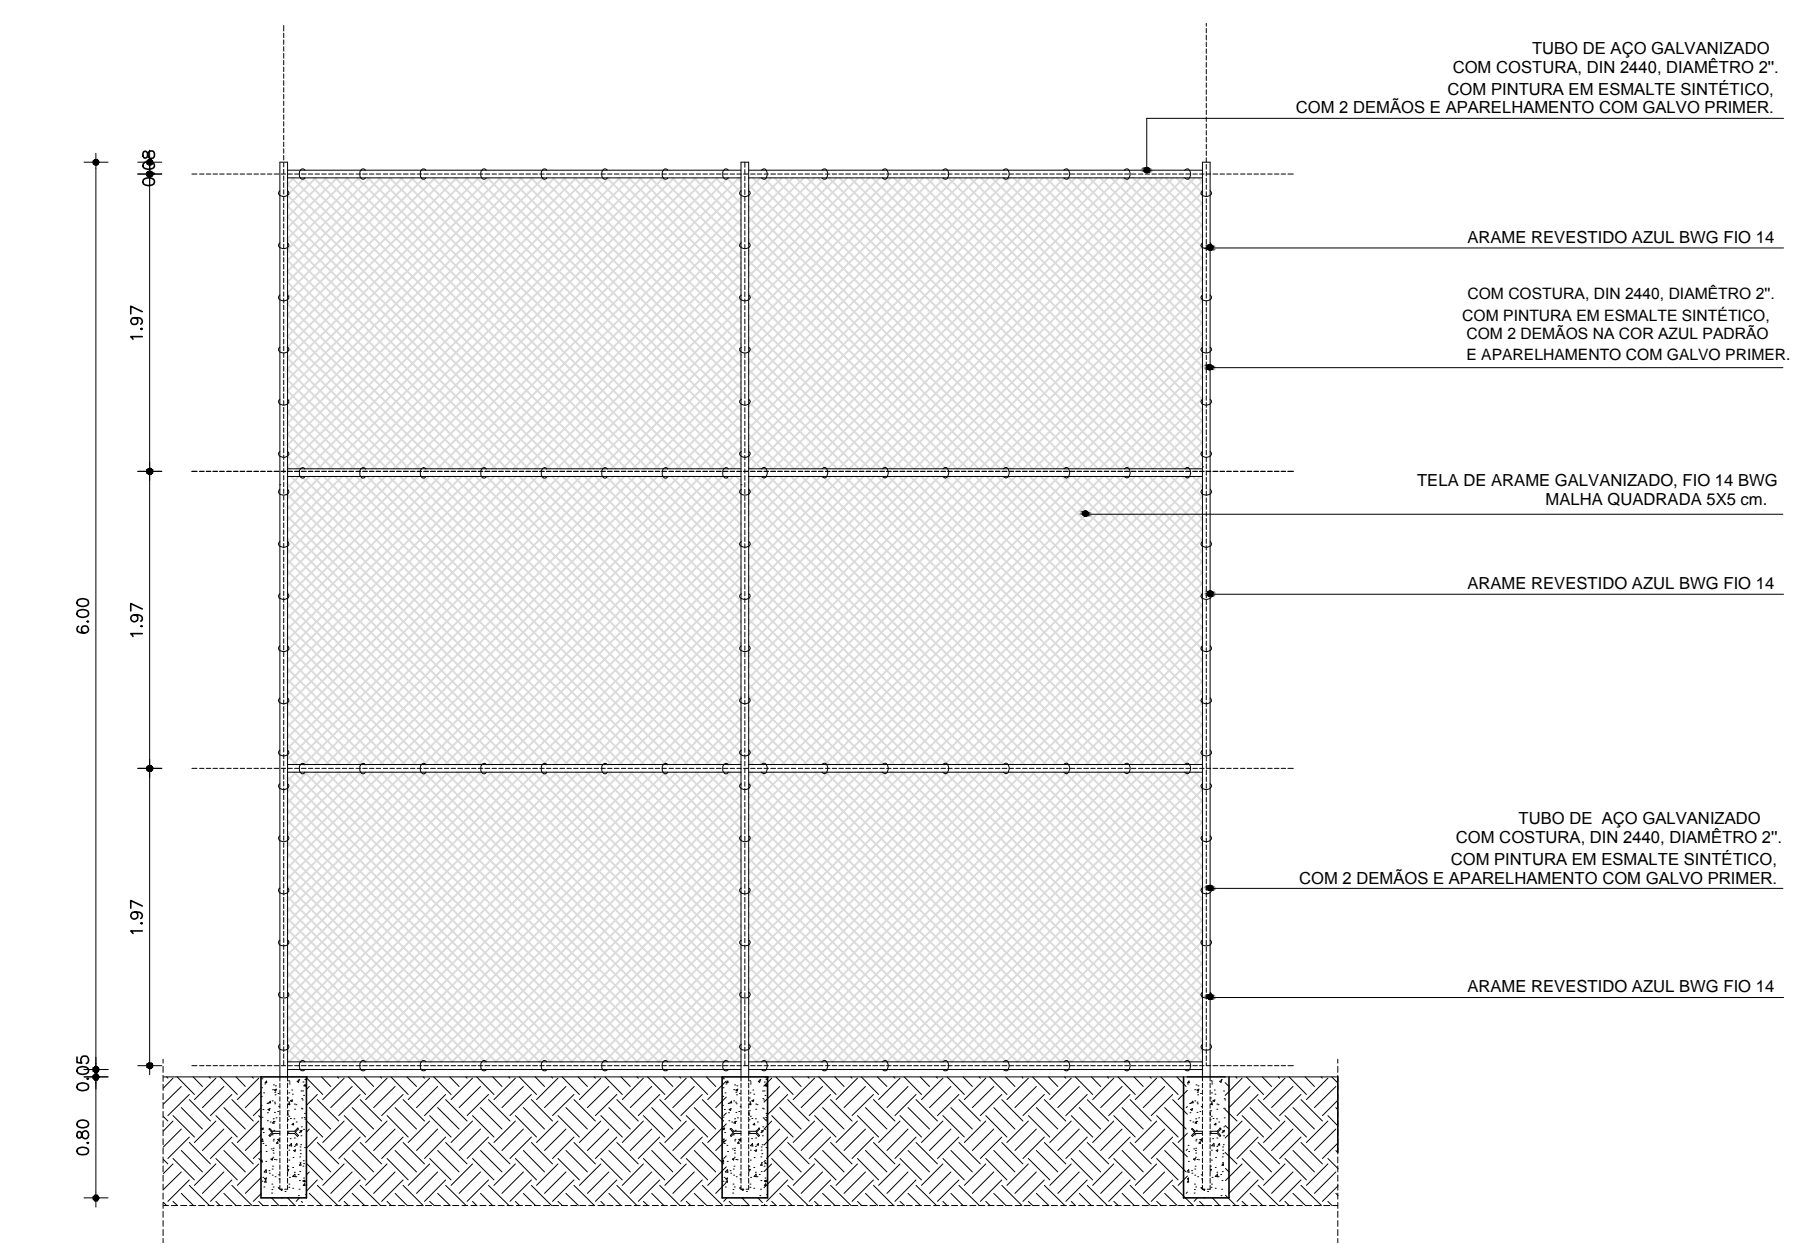 TUBO DE AÇO GALVANIZADO
COM COSTURA, DIN 2440, DIAMÊTRO 2".
COM PINTURA EM ESMALTE SINTÉTICO,
COM 2 DEMÃOS E APARELHAMENTO COM GALVO PRIMER.
ARAME REVESTIDO AZUL BWG FIO 14
COM COSTURA, DIN 2440, DIAMÊTRO 2".
COM PINTURA EM ESMALTE SINTÉTICO,
COM 2 DEMÃOS NA COR AZUL PADRÃO
E APARELHAMENTO COM GALVO PRIMER.
TELA DE ARAME GALVANIZADO, FIO 14 BWG
MALHA QUADRADA 5X5 cm.
ARAME REVESTIDO AZUL BWG FIO 14
TUBO DE AÇO GALVANIZADO
COM COSTURA, DIN 2440, DIAMÊTRO 2".
COM PINTURA EM ESMALTE SINTÉTICO,
COM 2 DEMÃOS E APARELHAMENTO COM GALVO PRIMER.
ARAME REVESTIDO AZUL BWG FIO 14
1.97
1.97
1.97
6.00
0.05
0.80